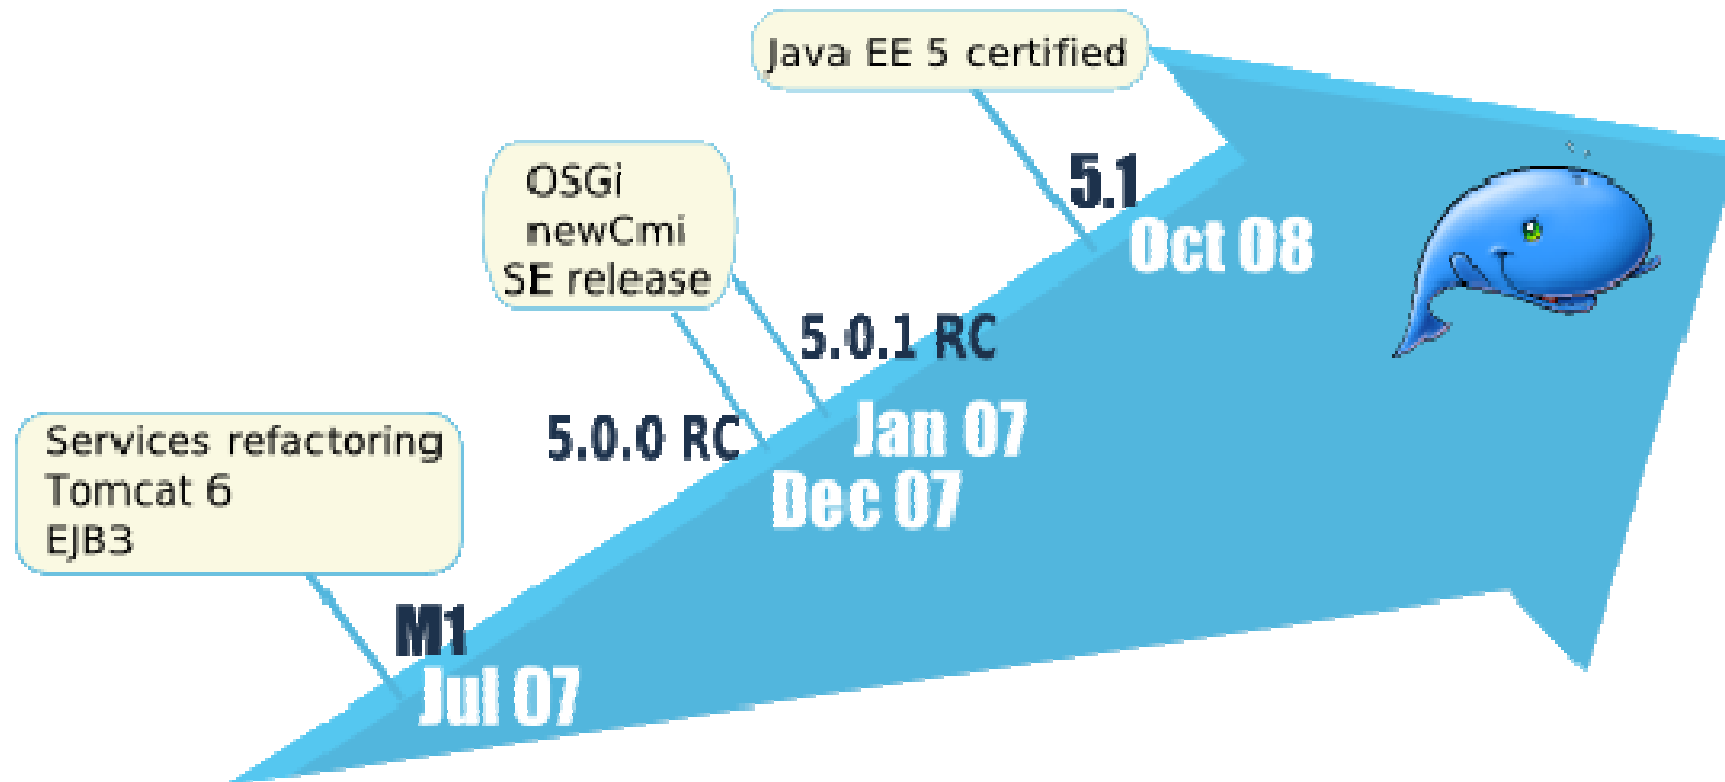 Java EE 5 certified
5.1
Oct 08
OSGi
newCmi
SE release
5.0.1 RC
Jan 07
5.0.0 RC
Dec 07
Services refactoring
Tomcat 6
EJB3
M1
Jul 07